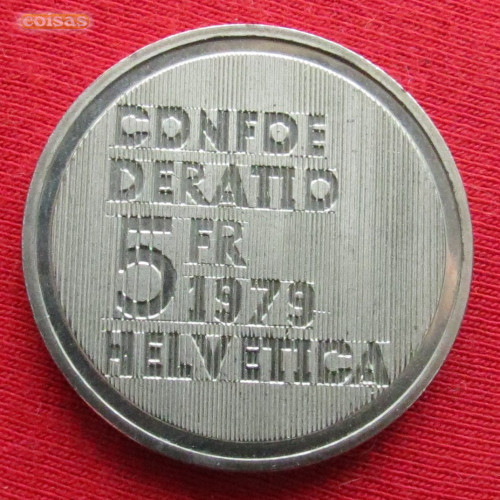 coisas
CONFOE
DERATIO
5 FR
1979
HELVETICA